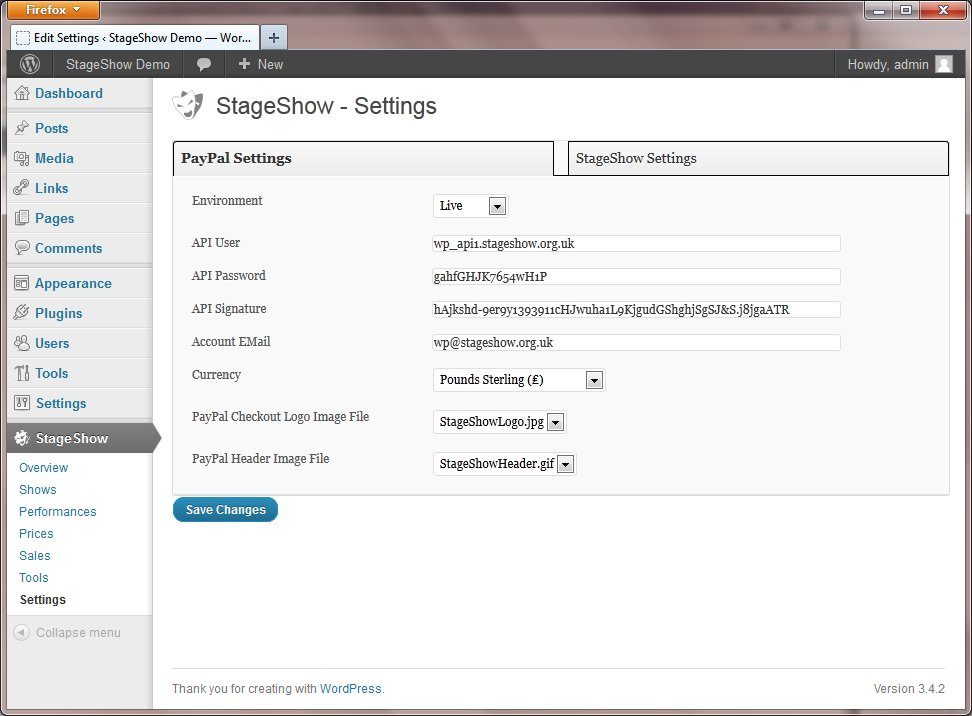 Firefox
Edit Settings ‹ StageShow Demo — Wor...
StageShow Demo
New
Howdy, admin
Dashboard
Posts
Media
Links
Pages
Comments
Appearance
Plugins
Users
Tools
Settings
StageShow
Overview
Shows
Performances
Prices
Sales
Tools
Settings
Collapse menu
StageShow - Settings
PayPal Settings
StageShow Settings
Environment
Live
API User
wp_api1.stageshow.org.uk
API Password
gahfGHJK7654wH1P
API Signature
hAjkshd-9er9y1393911cHJwuha1L9KjgudGShghjSgSJ&S.j8jgaATR
Account EMail
wp@stageshow.org.uk
Currency
Pounds Sterling (£)
PayPal Checkout Logo Image File
StageShowLogo.jpg
PayPal Header Image File
StageShowHeader.gif
Save Changes
Thank you for creating with WordPress.
Version 3.4.2